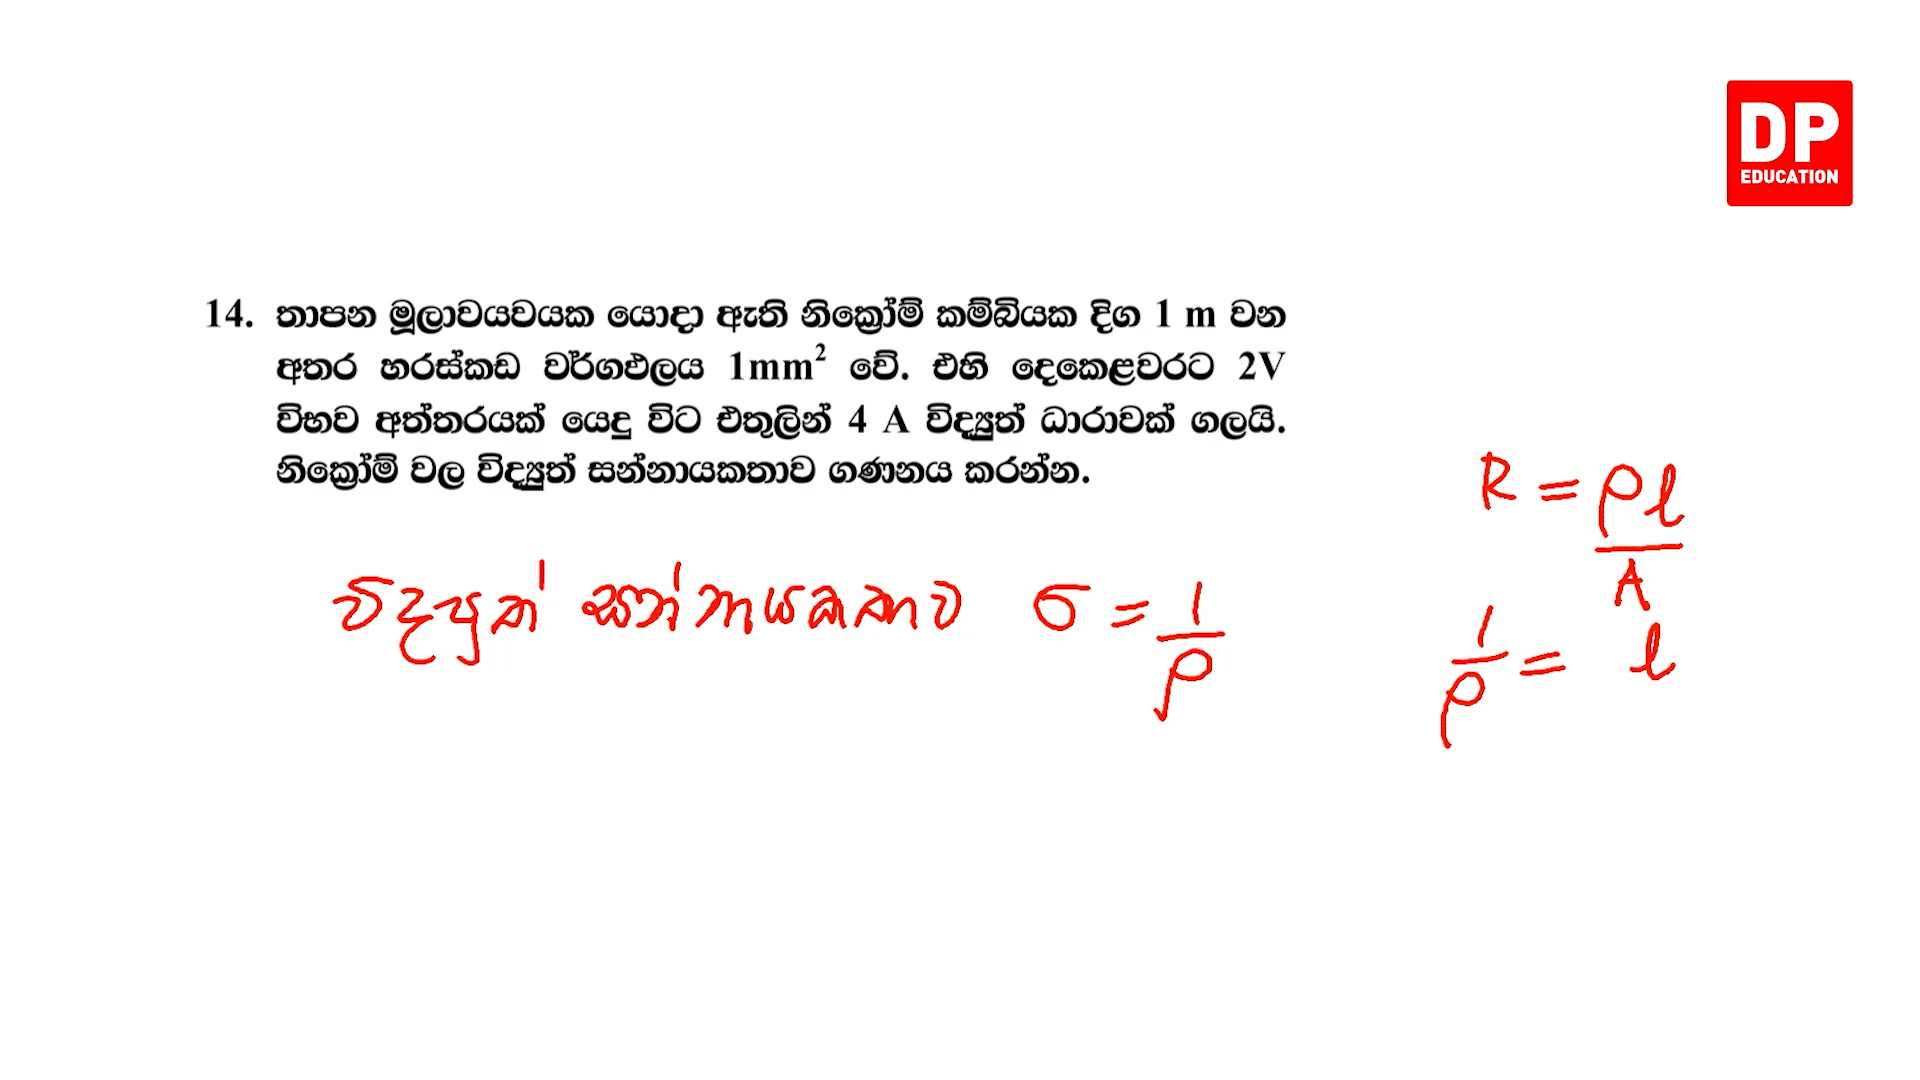 DP
EDUCATION
14. තාපන මූලාවයවයක යොදා ඇති නික්‍රෝම් කම්බියක දිග 1 m වන
අතර හරස්කඩ වර්ගඵලය 1mm² වේ. එහි දෙකෙළවරට 2V
විභව අත්තරයක් යෙදූ විට එතුලින් 4 A විද්‍යුත් ධාරාවක් ගලයි.
නික්‍රෝම් වල විද්‍යුත් සන්නායකතාව ගණනය කරන්න.
R = ρl/A
විද්‍යුත් සන්නායකතාව σ = 1/ρ
1/ρ = l